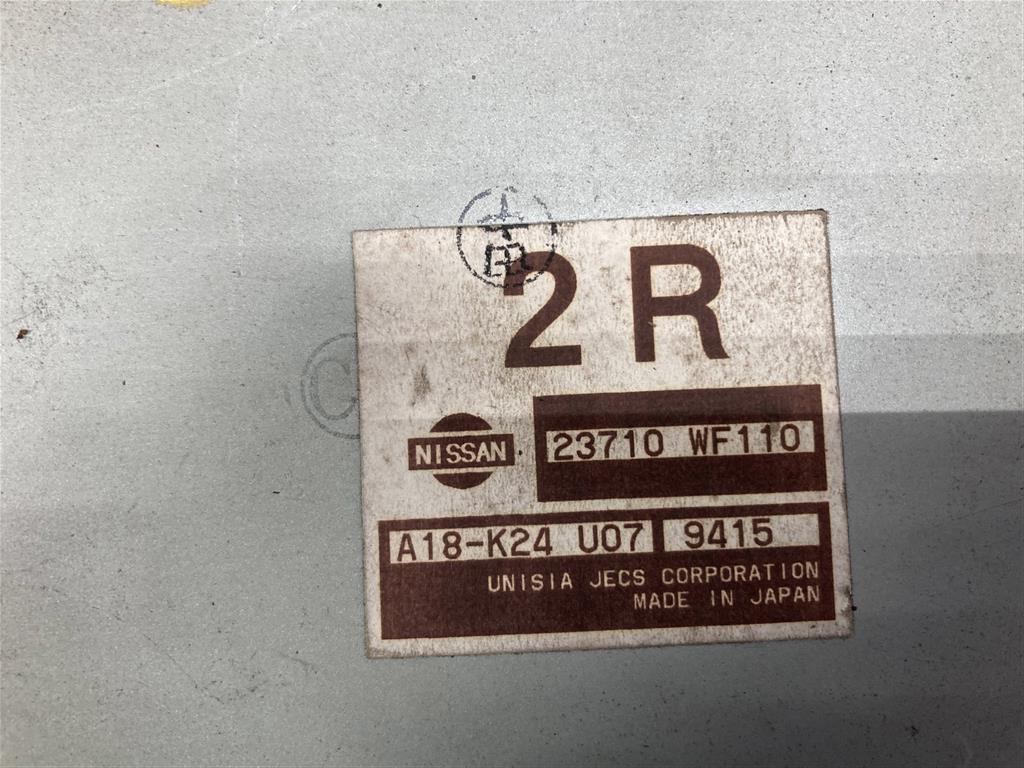 2R
NISSAN
23710 WF110
A18-K24 U07 9415
UNISIA JECS CORPORATION
MADE IN JAPAN
C